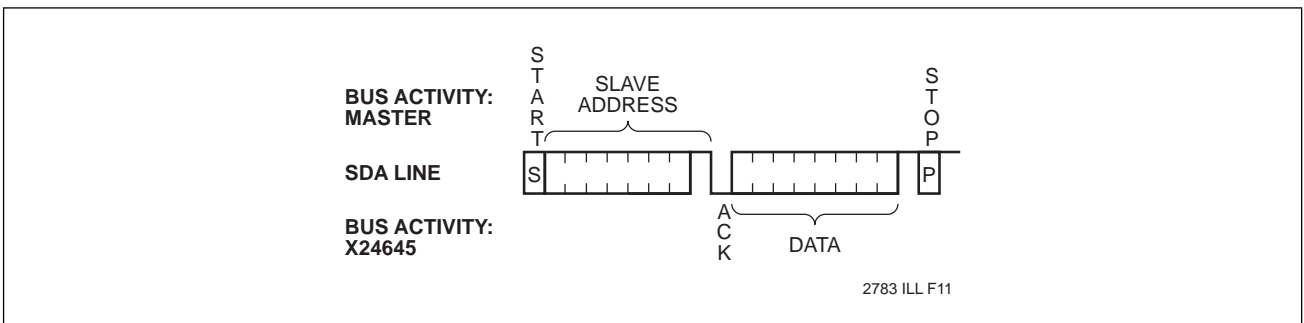 START
SLAVE
ADDRESS
STOP
BUS ACTIVITY:
MASTER
SDA LINE
S
P
BUS ACTIVITY:
X24645
ACK
DATA
2783 ILL F11